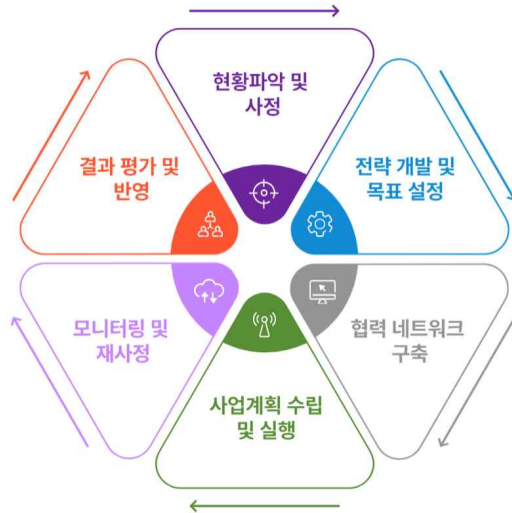 현황파악 및
사정
전략 개발 및
목표 설정
협력 네트워크
구축
사업계획 수립
및 실행
모니터링 및
재사정
결과 평가 및
반영